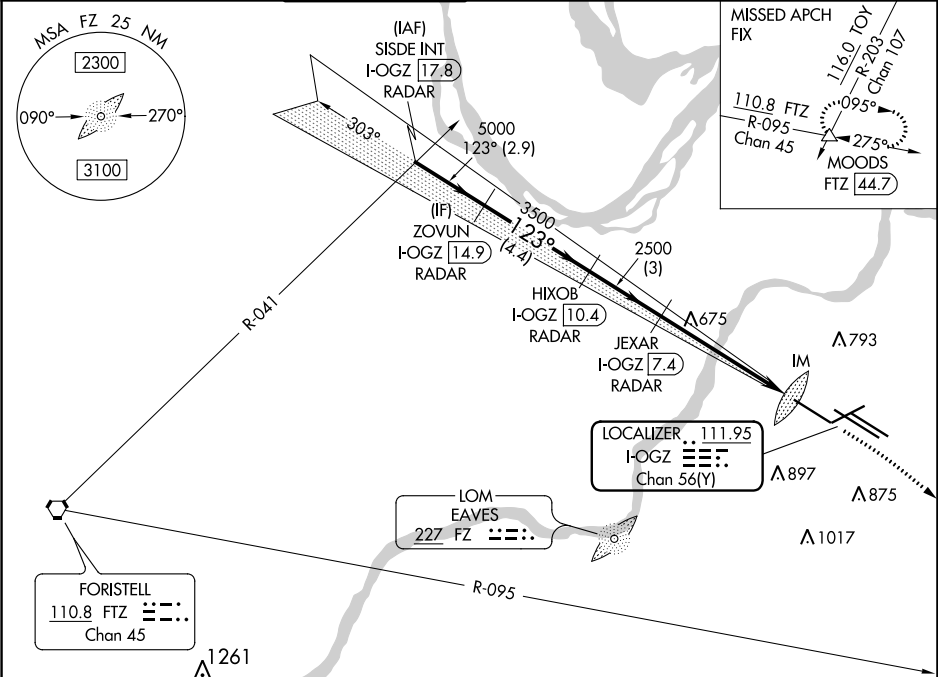 MSA FZ 25 NM
2300
090°
270°
3100
(IAF)
SISDE INT
I-OGZ 17.8
RADAR
303°
5000
123° (2.9)
(IF)
ZOVUN
I-OGZ 14.9
RADAR
3500
123°
(4.4)
2500
(3)
HIXOB
I-OGZ 10.4
RADAR
JEXAR
I-OGZ 7.4
RADAR
675
793
IM
LOCALIZER 111.95
I-OGZ
Chan 56(Y)
897
875
1017
R-041
LOM
EAVES
227 FZ
R-095
FORISTELL
110.8 FTZ
Chan 45
1261
MISSED APCH
FIX
116.0 TOY
R-203
Chan 107
110.8 FTZ
R-095
Chan 45
095°
275°
MOODS
FTZ 44.7